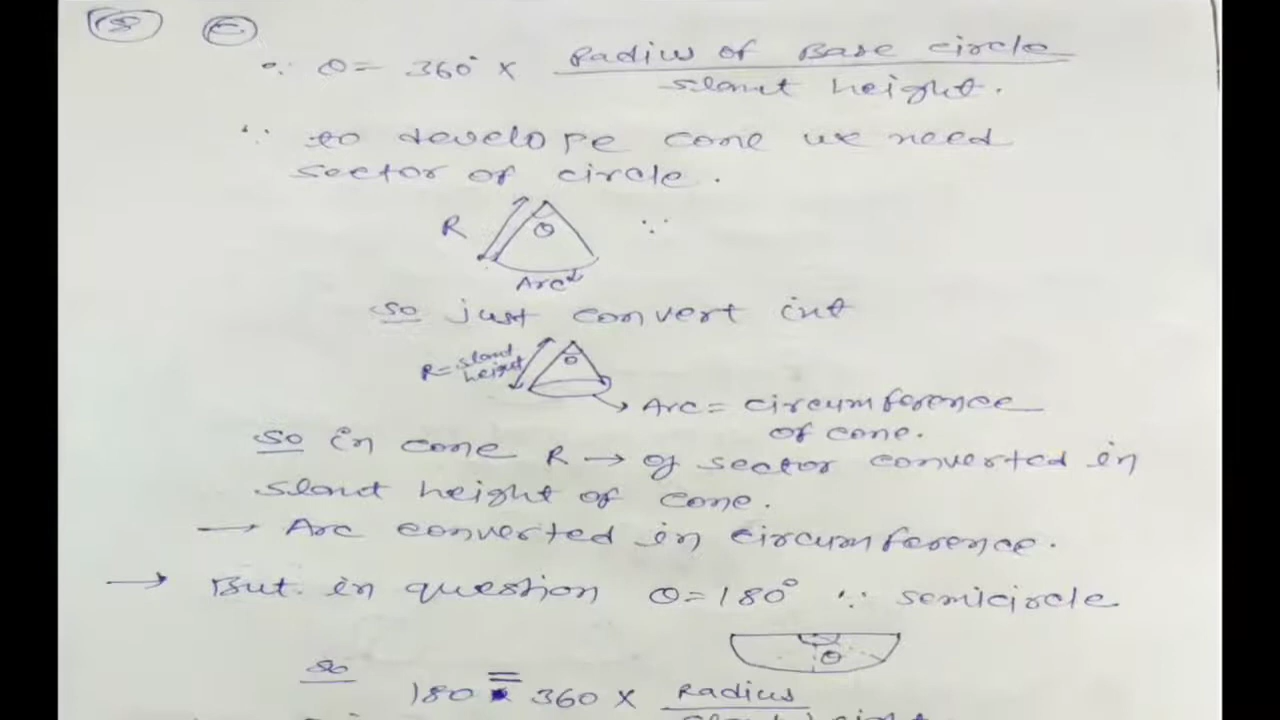 8 C
∵ θ = 360° × Radius of Base circle
slant height.
∵ to develope cone we need
sector of circle.
R θ ∵
Arc
so just convert int
R = slant height θ
Arc = circumference
of cone.
so in cone R → of sector converted in
slant height of cone.
→ Arc converted in circumference.
→ But in question θ = 180° ∵ semicircle
θ
so
180 = 360 × Radius